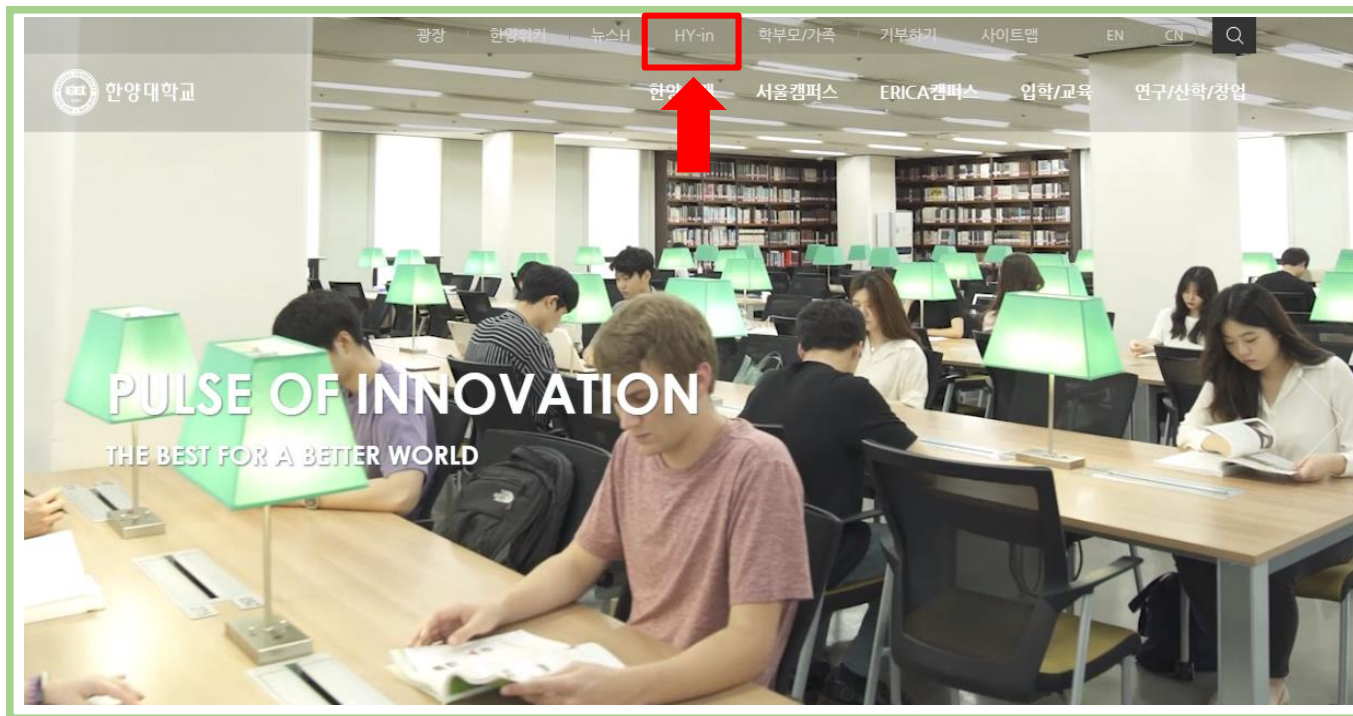 광장 한양위키 뉴스H HY-in 학부모/가족 기부하기 사이트맵 EN CN
한양대학교
서울캠퍼스 ERICA캠퍼스 입학/교육 연구/산학/창업
PULSE OF INNOVATION
THE BEST FOR A BETTER WORLD